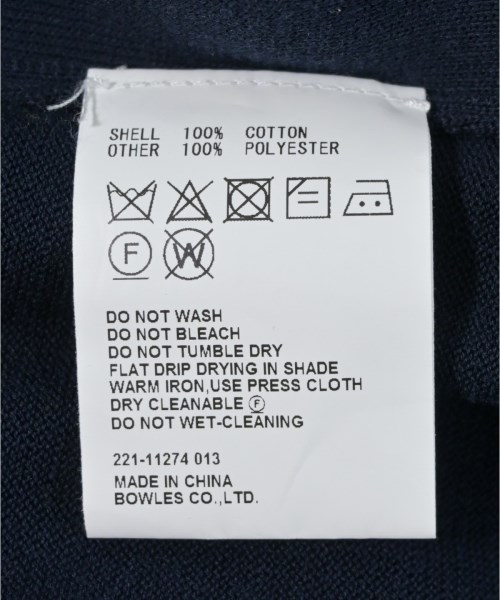 SHELL 100% COTTON
OTHER 100% POLYESTER
F W
DO NOT WASH
DO NOT BLEACH
DO NOT TUMBLE DRY
FLAT DRIP DRYING IN SHADE
WARM IRON,USE PRESS CLOTH
DRY CLEANABLE Ⓕ
DO NOT WET-CLEANING
221-11274 013
MADE IN CHINA
BOWLES CO.,LTD.